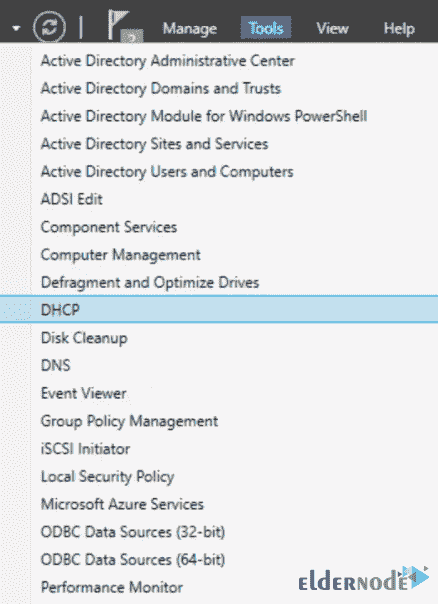 Manage Tools View Help
Active Directory Administrative Center
Active Directory Domains and Trusts
Active Directory Module for Windows PowerShell
Active Directory Sites and Services
Active Directory Users and Computers
ADSI Edit
Component Services
Computer Management
Defragment and Optimize Drives
DHCP
Disk Cleanup
DNS
Event Viewer
Group Policy Management
iSCSI Initiator
Local Security Policy
Microsoft Azure Services
ODBC Data Sources (32-bit)
ODBC Data Sources (64-bit)
Performance Monitor
eldernode